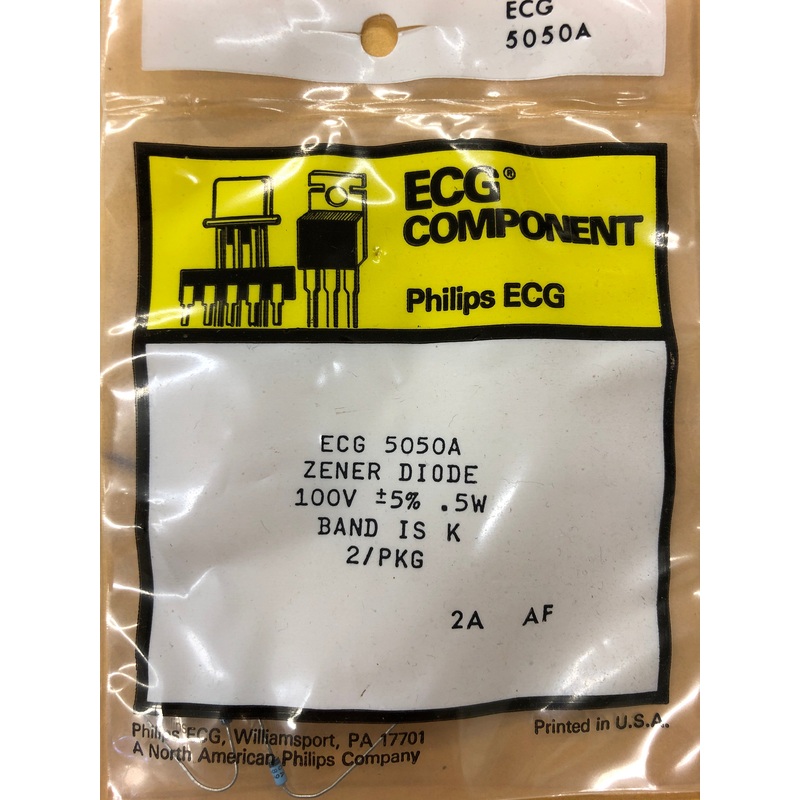 ECG
5050A
ECG®
COMPONENT
Philips ECG
ECG 5050A
ZENER DIODE
100V ±5% .5W
BAND IS K
2/PKG
2A AF
Philips ECG, Williamsport, PA 17701
A North American Philips Company
Printed in U.S.A.